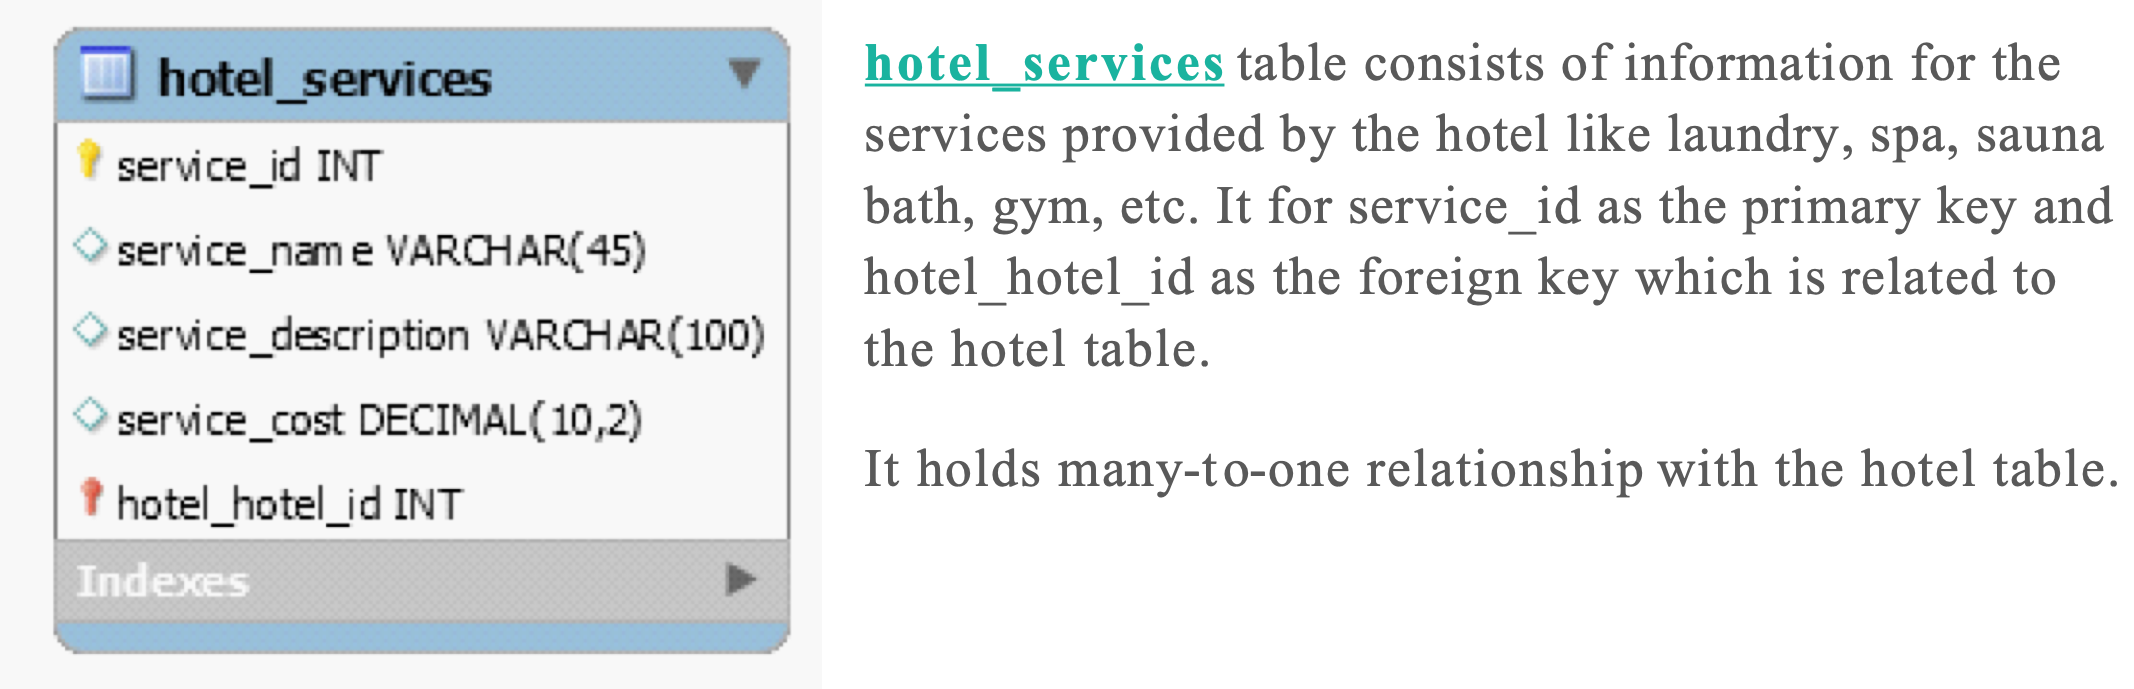 hotel_services
service_id INT
service_name VARCHAR(45)
service_description VARCHAR(100)
service_cost DECIMAL(10,2)
hotel_hotel_id INT
Indexes
hotel_services table consists of information for the
services provided by the hotel like laundry, spa, sauna
bath, gym, etc. It for service_id as the primary key and
hotel_hotel_id as the foreign key which is related to
the hotel table.
It holds many-to-one relationship with the hotel table.